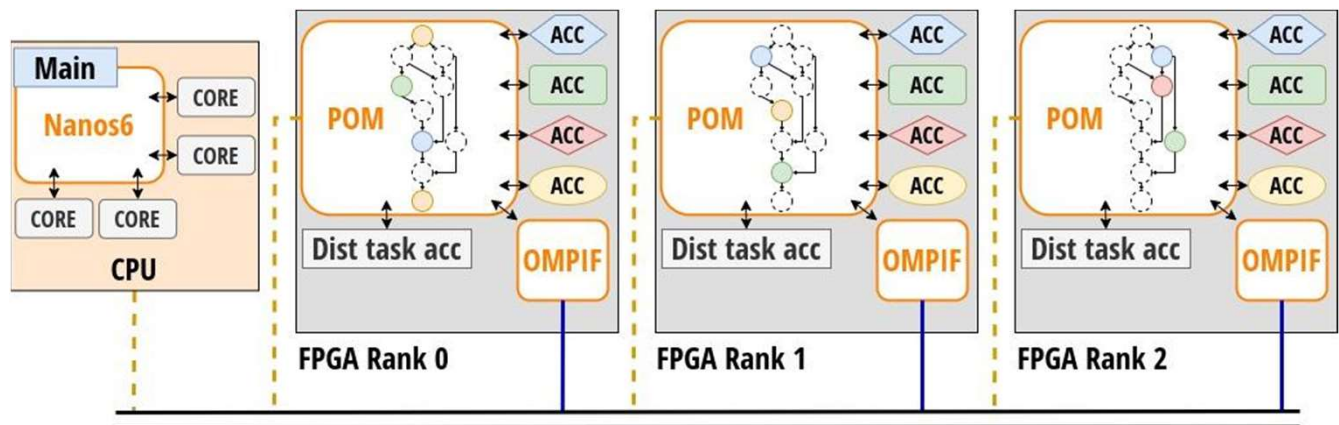 Main
Nanos6
CORE
CORE
CORE
CORE
CPU
POM
ACC
ACC
ACC
ACC
Dist task acc
OMPIF
FPGA Rank 0
POM
ACC
ACC
ACC
ACC
Dist task acc
OMPIF
FPGA Rank 1
POM
ACC
ACC
ACC
ACC
Dist task acc
OMPIF
FPGA Rank 2